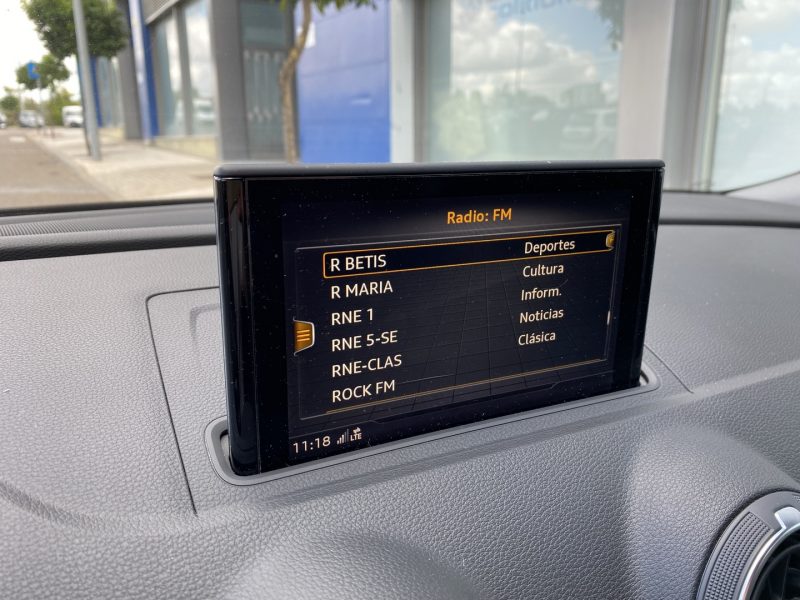 Radio: FM
R BETIS Deportes
R MARIA Cultura
RNE 1 Inform.
RNE 5-SE Noticias
RNE-CLAS Clásica
ROCK FM
11:18 LTE